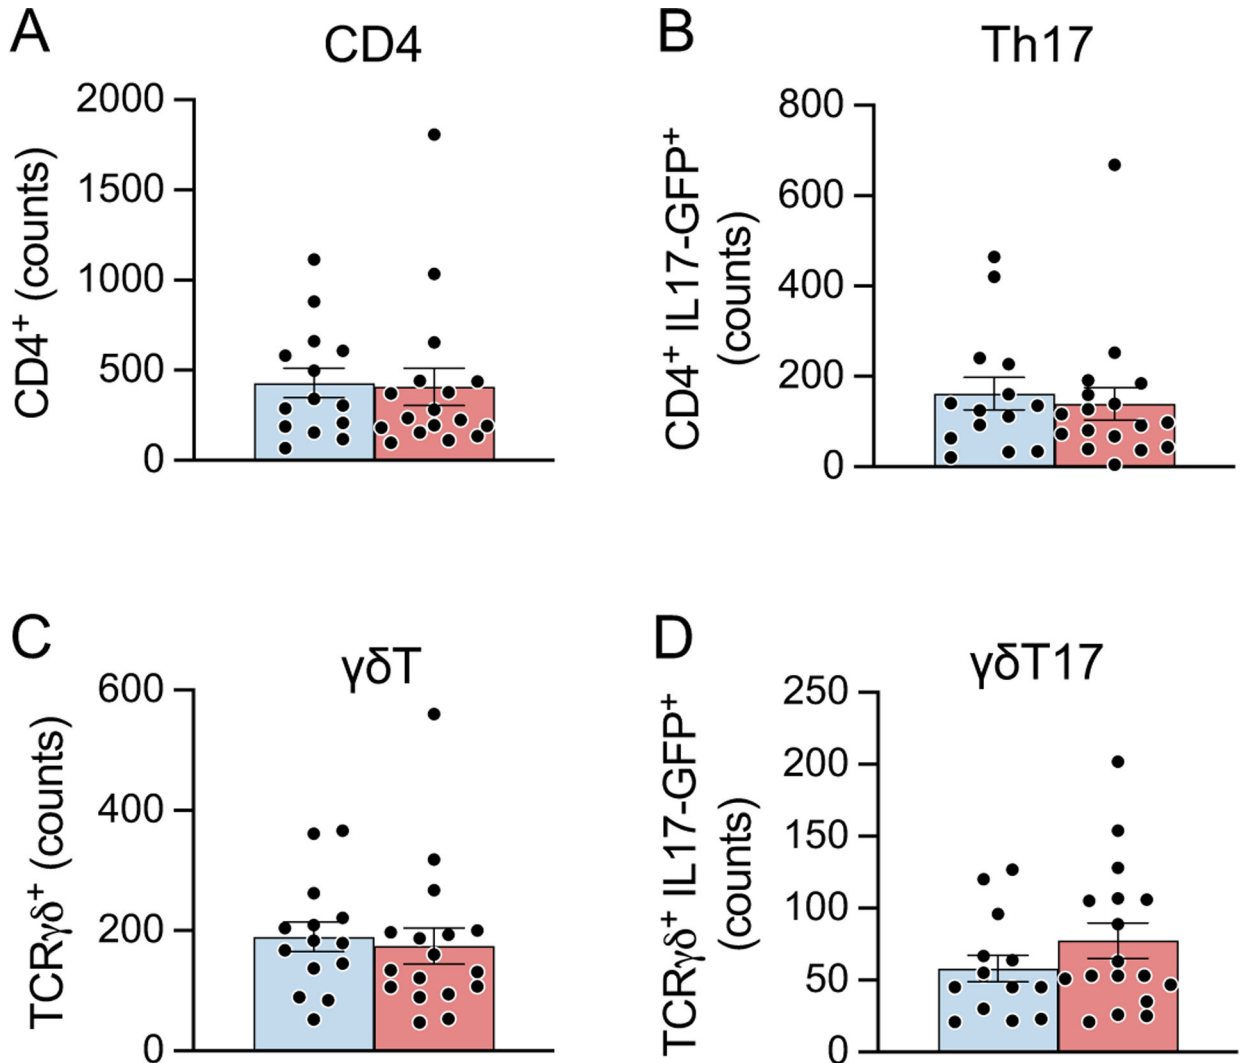 A
CD4
CD4⁺ (counts)
2000
1500
1000
500
0
B
Th17
CD4⁺ IL17-GFP⁺
(counts)
800
600
400
200
0
C
γδT
TCRγδ⁺ (counts)
600
400
200
0
D
γδT17
TCRγδ⁺ IL17-GFP⁺
(counts)
250
200
150
100
50
0